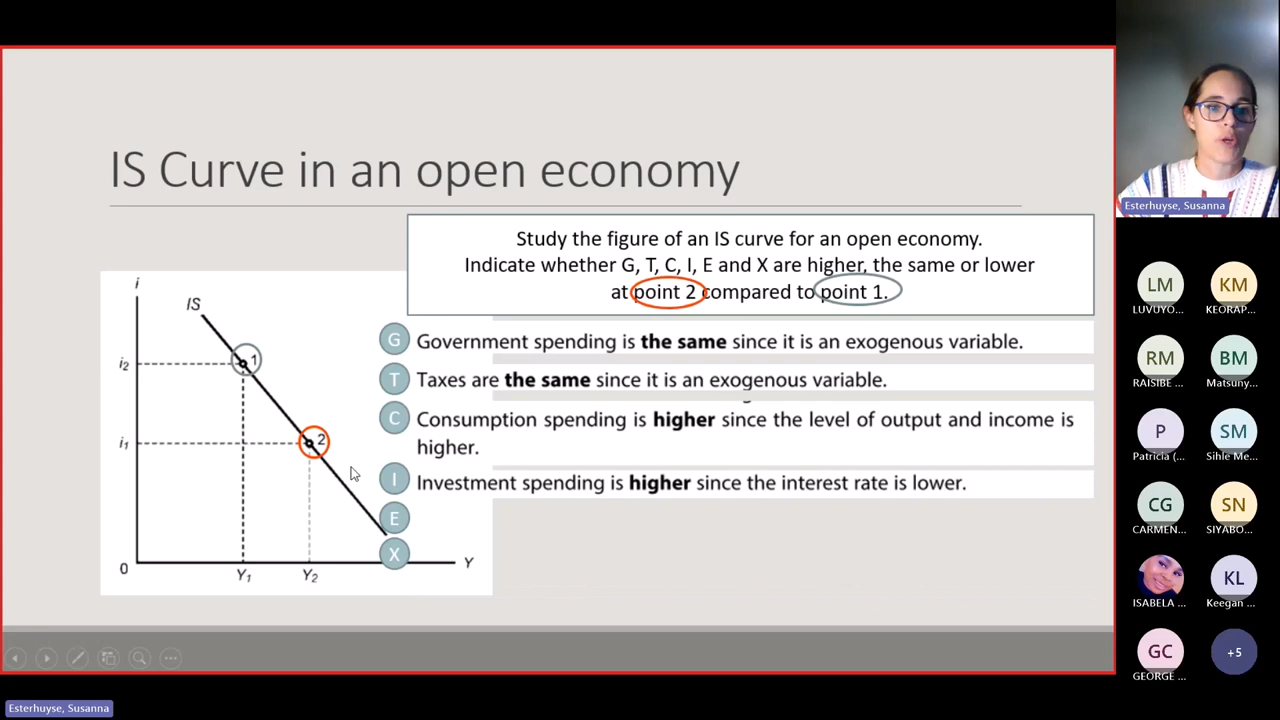 IS Curve in an open economy
Study the figure of an IS curve for an open economy.
Indicate whether G, T, C, I, E and X are higher, the same or lower
at point 2 compared to point 1.
i
IS
i₂
1
i₁
2
0
Y₁
Y₂
Y
G
Government spending is the same since it is an exogenous variable.
T
Taxes are the same since it is an exogenous variable.
C
Consumption spending is higher since the level of output and income is
higher.
I
Investment spending is higher since the interest rate is lower.
E
X
Esterhuyse, Susanna
LM
LUVUYO...
KM
KEORAP...
RM
RAISIBE ...
BM
Matsuny...
P
Patricia (...
SM
Sihle Me...
CG
CARMEN...
SN
SIYABO...
ISABELA ...
KL
Keegan ...
GC
GEORGE ...
+5
Esterhuyse, Susanna